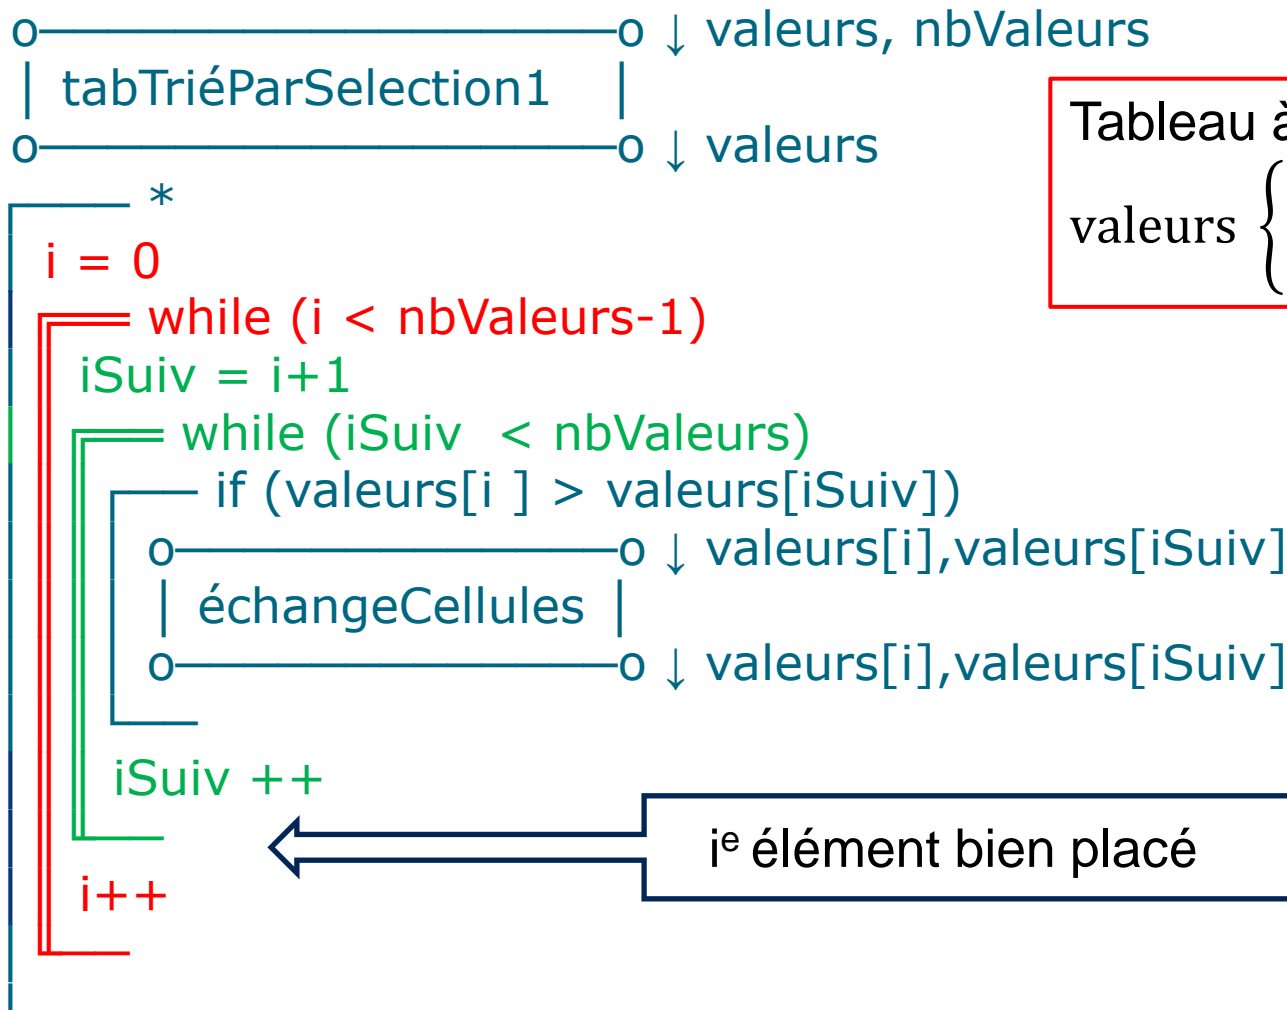 o─────────────────o ↓ valeurs, nbValeurs
│ tabTriéParSelection1 │
o─────────────────o ↓ valeurs
Tableau à
valeurs {
*
i = 0
while (i < nbValeurs-1)
iSuiv = i+1
while (iSuiv  < nbValeurs)
if (valeurs[i ] > valeurs[iSuiv])
o─────────────o ↓ valeurs[i],valeurs[iSuiv]
│ échangeCellules │
o─────────────o ↓ valeurs[i],valeurs[iSuiv]
iSuiv ++
iᵉ élément bien placé
i++